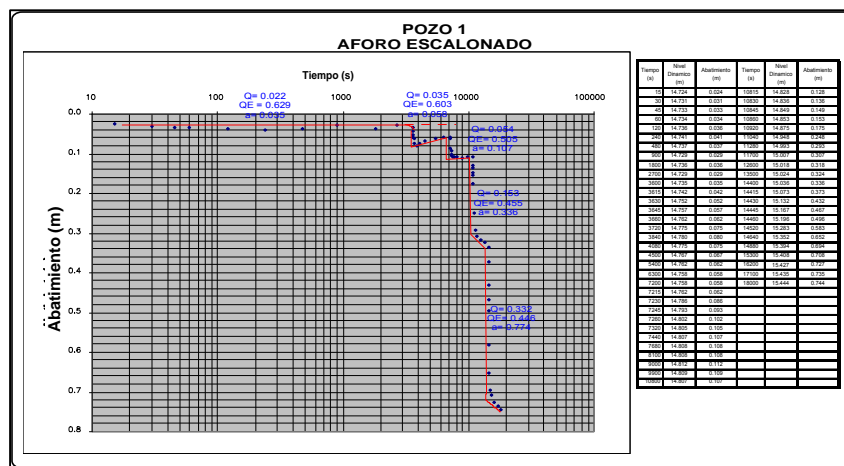 POZO 1
AFORO ESCALONADO
Tiempo (s)
10 100 1000 10000 100000
Q= 0.022
QE = 0.629
a= 0.035
Q= 0.035
QE = 0.603
a= 0.058
Q= 0.054
QE= 0.505
a= 0.107
Q= 0.153
QE= 0.455
a= 0.336
Q= 0.332
QE= 0.446
a= 0.774
0.0
0.1
0.2
0.3
0.4
0.5
0.6
0.7
0.8
Abatimiento (m)
Tiempo (s) Nivel Dinamico (m) Abatimiento (m) Tiempo (s) Nivel Dinamico (m) Abatimiento (m)
15 14.724 0.024 10815 14.828 0.128
30 14.731 0.031 10830 14.836 0.136
45 14.733 0.033 10845 14.849 0.149
60 14.734 0.034 10860 14.853 0.153
120 14.736 0.036 10920 14.875 0.175
240 14.741 0.041 11040 14.948 0.248
480 14.737 0.037 11280 14.993 0.293
900 14.729 0.029 11700 15.007 0.307
1800 14.736 0.036 12600 15.018 0.318
2700 14.729 0.029 13500 15.024 0.324
3600 14.735 0.035 14400 15.036 0.336
3615 14.742 0.042 14415 15.073 0.373
3630 14.752 0.052 14430 15.132 0.432
3645 14.757 0.057 14445 15.167 0.467
3660 14.762 0.062 14460 15.196 0.496
3720 14.775 0.075 14520 15.283 0.583
3840 14.780 0.080 14640 15.352 0.652
4080 14.775 0.075 14880 15.394 0.694
4500 14.767 0.067 15300 15.408 0.708
5400 14.762 0.062 16200 15.427 0.727
6300 14.758 0.058 17100 15.435 0.735
7200 14.758 0.058 18000 15.444 0.744
7215 14.762 0.062
7230 14.786 0.086
7245 14.793 0.093
7260 14.802 0.102
7320 14.805 0.105
7440 14.807 0.107
7680 14.808 0.108
8100 14.808 0.108
9000 14.812 0.112
9900 14.809 0.109
10800 14.807 0.107